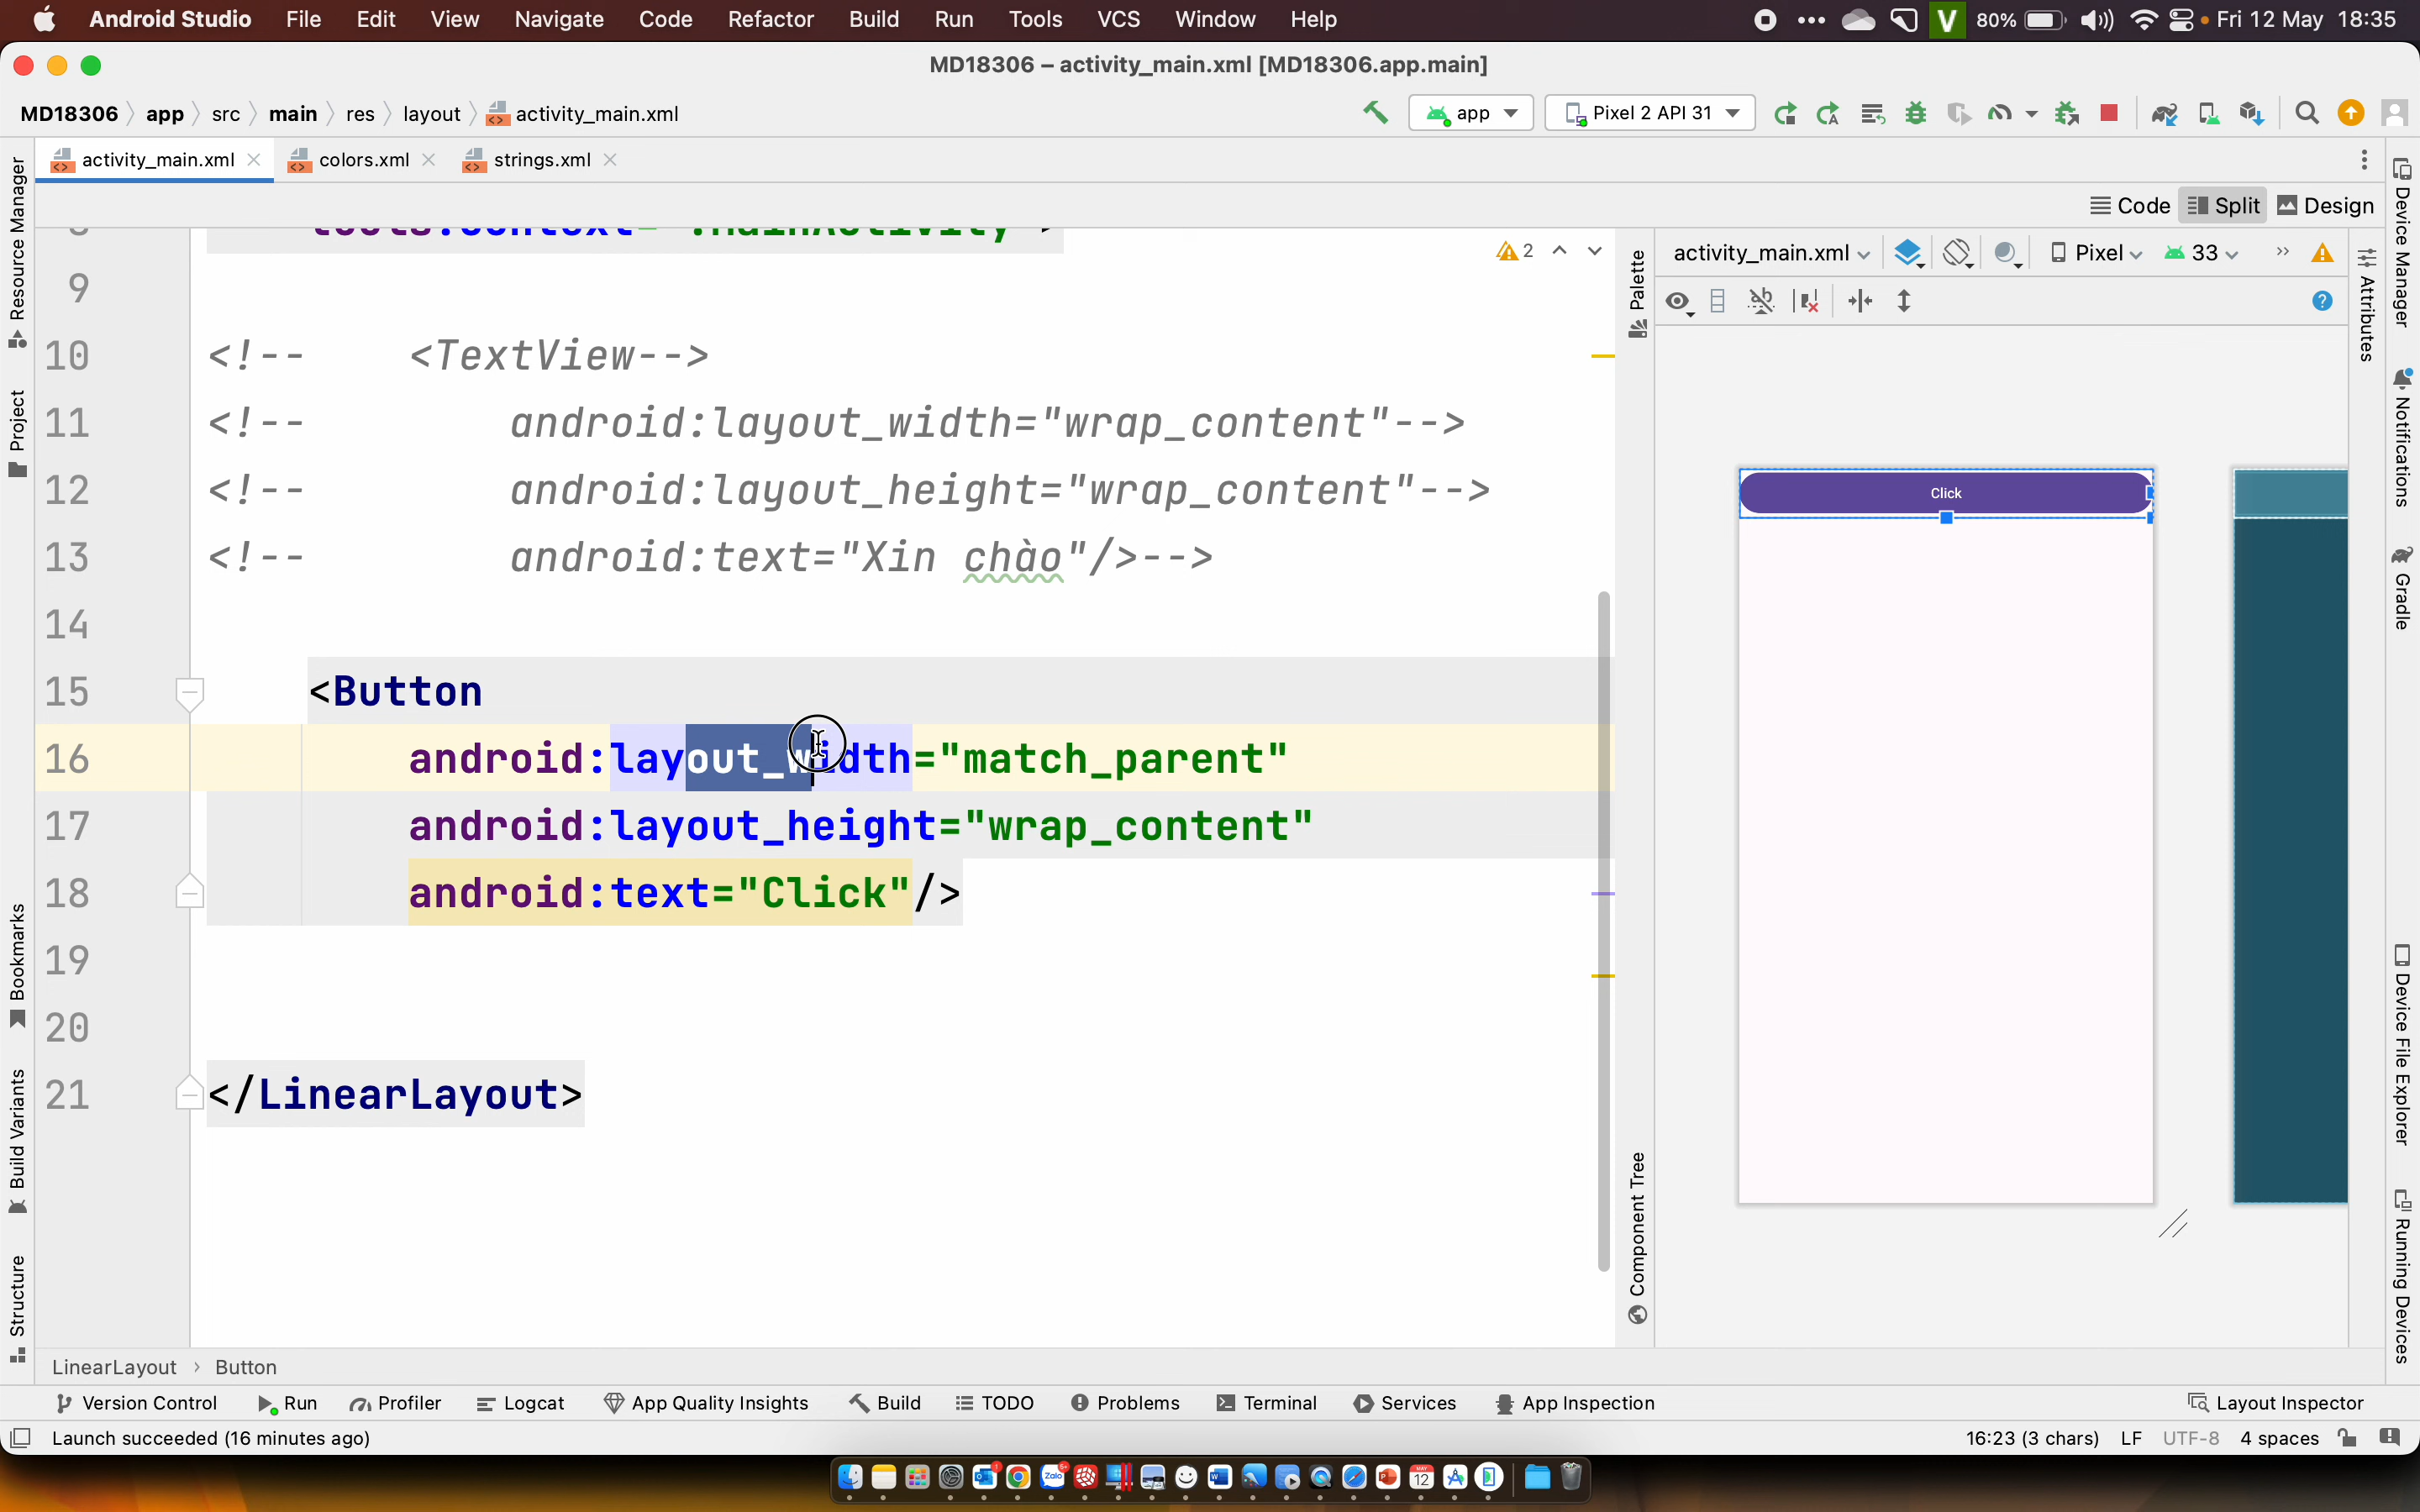 Android Studio File Edit View Navigate Code Refactor Build Run Tools VCS Window Help V 80% Fri 12 May 18:35
MD18306 – activity_main.xml [MD18306.app.main]
MD18306 app src main res layout activity_main.xml app Pixel 2 API 31
activity_main.xml colors.xml strings.xml
Code Split Design
Resource Manager
Project
Bookmarks
Build Variants
Structure
9
10 <!-- <TextView-->
11 <!-- android:layout_width="wrap_content"-->
12 <!-- android:layout_height="wrap_content"-->
13 <!-- android:text="Xin chào"/>-->
14
15 <Button
16 android:layout_width="match_parent"
17 android:layout_height="wrap_content"
18 android:text="Click"/>
19
20
21 </LinearLayout>
2
Palette
Component Tree
activity_main.xml Pixel 33
Click
Attributes
Device Manager
Notifications
Gradle
Device File Explorer
Running Devices
LinearLayout › Button
Version Control Run Profiler Logcat App Quality Insights Build TODO Problems Terminal Services App Inspection Layout Inspector
Launch succeeded (16 minutes ago) 16:23 (3 chars) LF UTF-8 4 spaces
Zalo
12